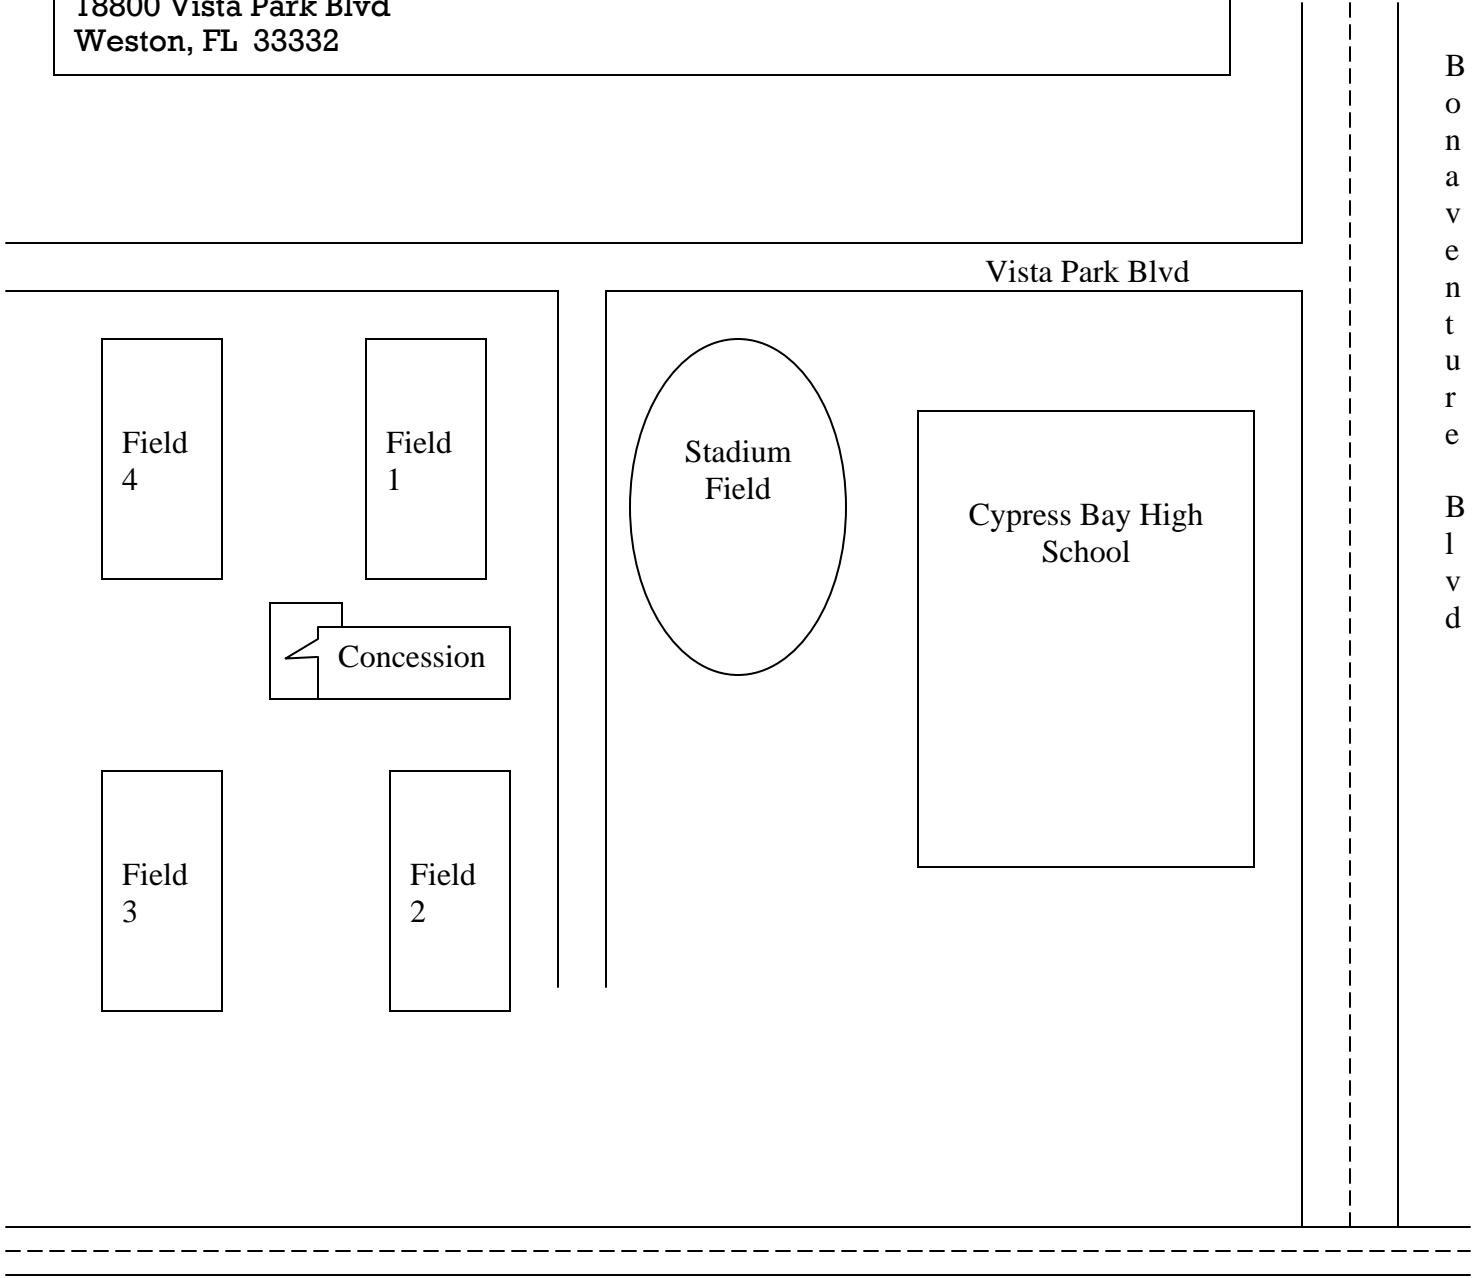 18800 Vista Park Blvd
Weston, FL  33332
Bonaventure Blvd
Vista Park Blvd
Field
4
Field
1
Stadium
Field
Cypress Bay High
School
Concession
Field
3
Field
2